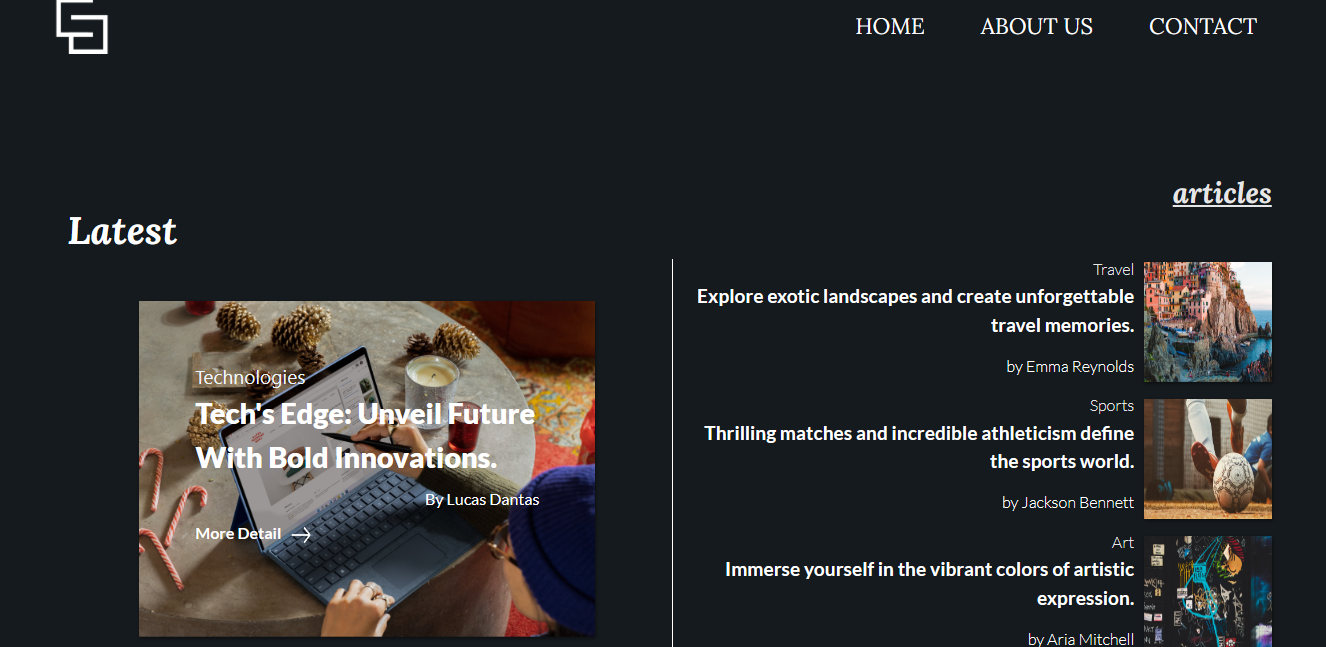 HOME
ABOUT US
CONTACT
articles
Latest
Technologies
Tech's Edge: Unveil Future
With Bold Innovations.
By Lucas Dantas
More Detail
Travel
Explore exotic landscapes and create unforgettable
travel memories.
by Emma Reynolds
Sports
Thrilling matches and incredible athleticism define
the sports world.
by Jackson Bennett
Art
Immerse yourself in the vibrant colors of artistic
expression.
by Aria Mitchell